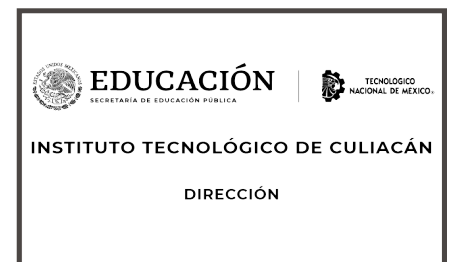 EDUCACIÓN
SECRETARÍA DE EDUCACIÓN PÚBLICA
TECNOLÓGICO
NACIONAL DE MÉXICO®
INSTITUTO TECNOLÓGICO DE CULIACÁN
DIRECCIÓN